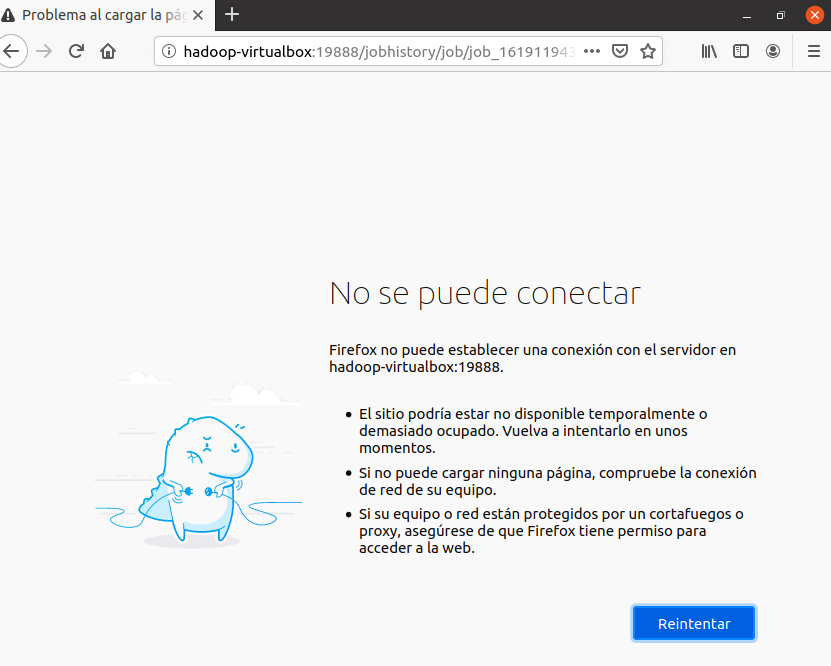 Problema al cargar la pág
hadoop-virtualbox:19888/jobhistory/job/job_161911943
No se puede conectar
Firefox no puede establecer una conexión con el servidor en
hadoop-virtualbox:19888.
El sitio podría estar no disponible temporalmente o
demasiado ocupado. Vuelva a intentarlo en unos
momentos.
Si no puede cargar ninguna página, compruebe la conexión
de red de su equipo.
Si su equipo o red están protegidos por un cortafuegos o
proxy, asegúrese de que Firefox tiene permiso para
acceder a la web.
Reintentar